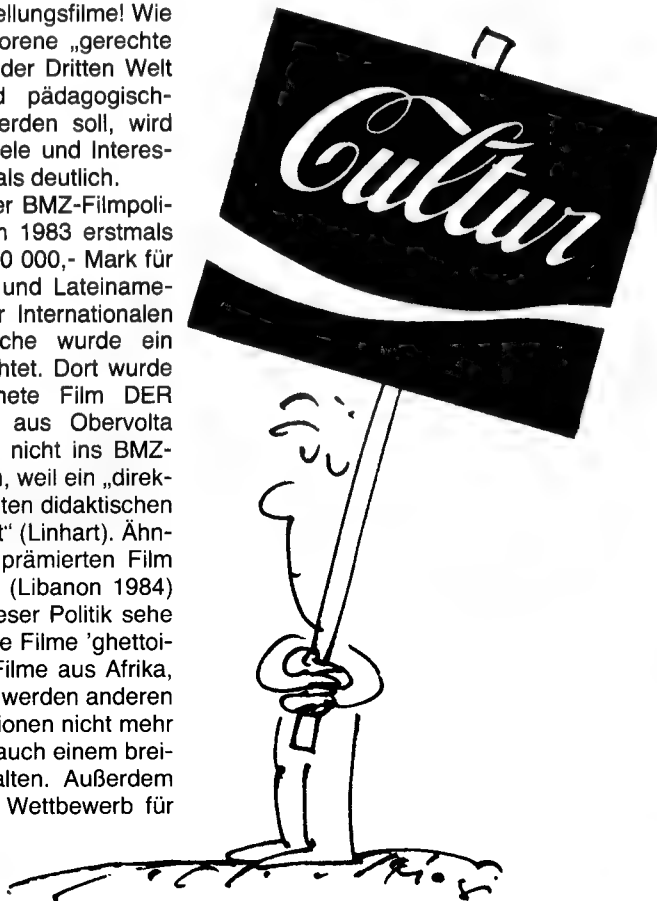 ellungsfilme! Wie
orene „gerechte
der Dritten Welt
d pädagogisch-
erden soll, wird
ele und Interes-
als deutlich.
er BMZ-Filmpoli-
n 1983 erstmals
0 000,- Mark für
und Lateiname-
r Internationalen
che wurde ein
htet. Dort wurde
nete Film DER
aus Obervolta
nicht ins BMZ-
n, weil ein „direk-
ten didaktischen
t“ (Linhart). Ähn-
prämierten Film
(Libanon 1984)
ieser Politik sehe
e Filme 'ghettoi-
Filme aus Afrika,
werden anderen
ionen nicht mehr
auch einem brei-
alten. Außerdem
Wettbewerb für
Cultur